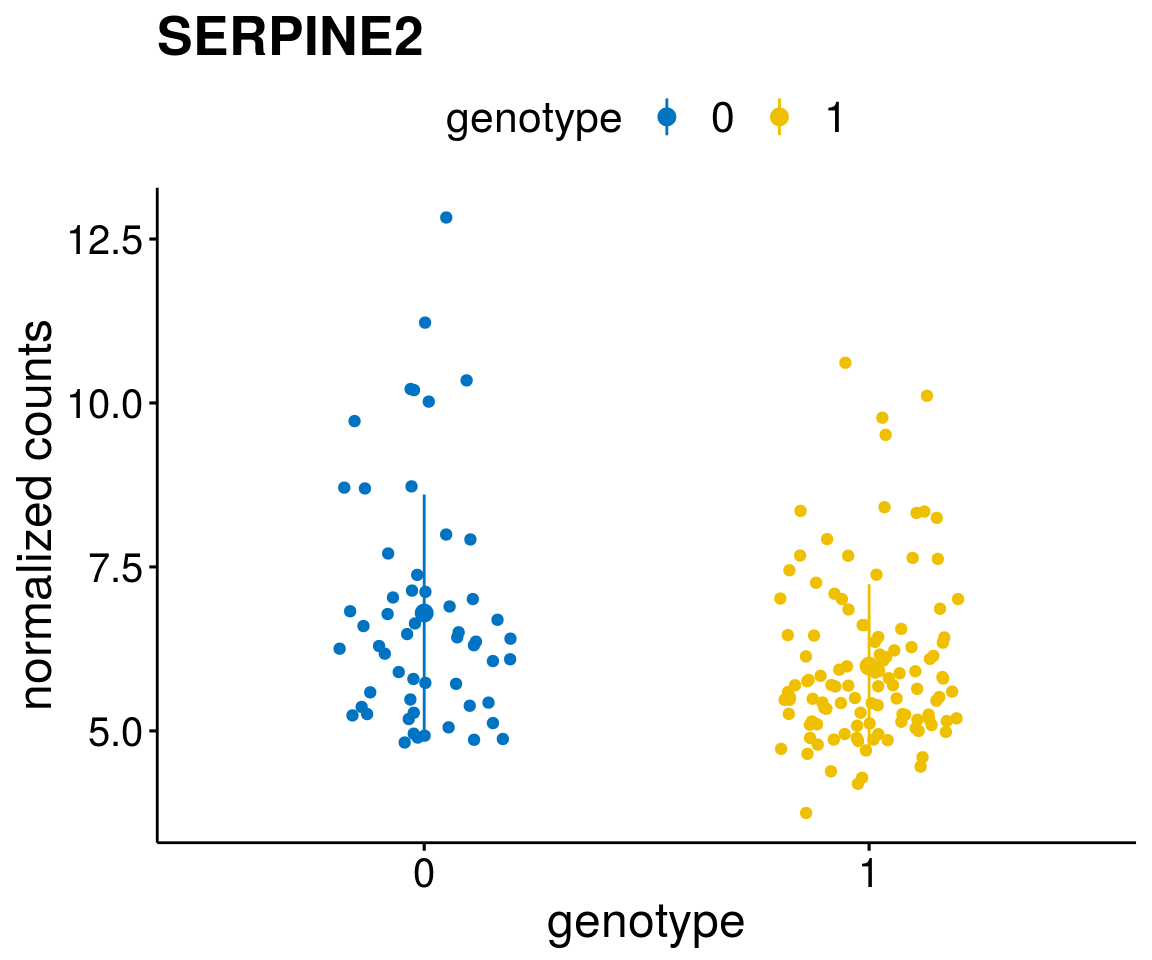 SERPINE2
genotype 0 1
normalized counts
12.5
10.0
7.5
5.0
0 1
genotype